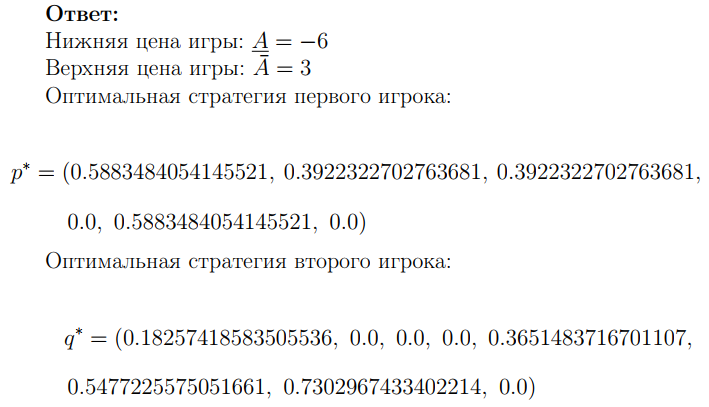 Ответ:
Нижняя цена игры: A̲ = −6
Верхняя цена игры: Ā = 3
Оптимальная стратегия первого игрока:
p* = (0.5883484054145521, 0.3922322702763681, 0.3922322702763681,
0.0, 0.5883484054145521, 0.0)
Оптимальная стратегия второго игрока:
q* = (0.18257418583505536, 0.0, 0.0, 0.0, 0.3651483716701107,
0.5477225575051661, 0.7302967433402214, 0.0)